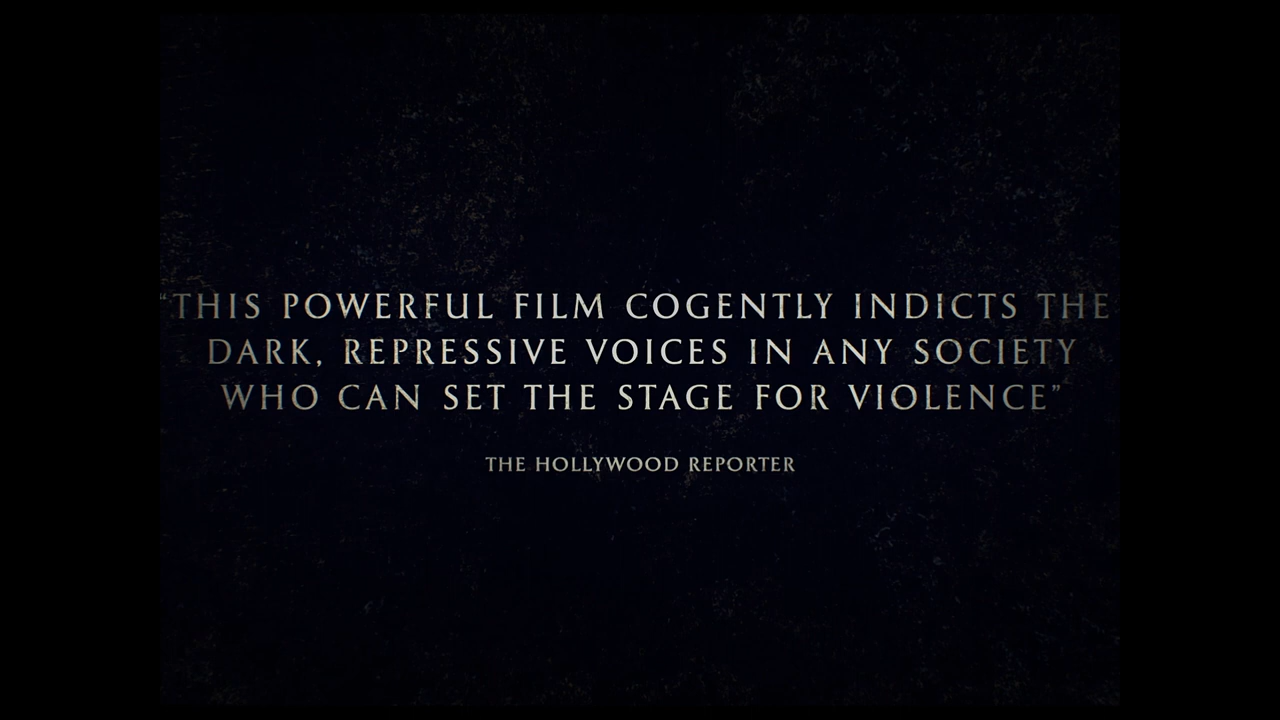 “THIS POWERFUL FILM COGENTLY INDICTS THE
DARK, REPRESSIVE VOICES IN ANY SOCIETY
WHO CAN SET THE STAGE FOR VIOLENCE”
THE HOLLYWOOD REPORTER